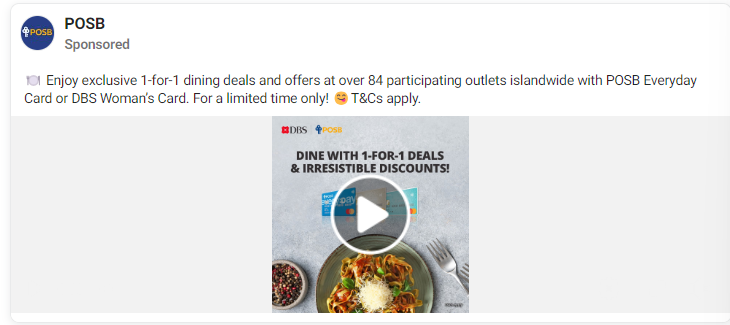 POSB
POSB
Sponsored
🍽️ Enjoy exclusive 1-for-1 dining deals and offers at over 84 participating outlets islandwide with POSB Everyday
Card or DBS Woman's Card. For a limited time only! 😋 T&Cs apply.
DBS POSB
DINE WITH 1-FOR-1 DEALS
& IRRESISTIBLE DISCOUNTS!